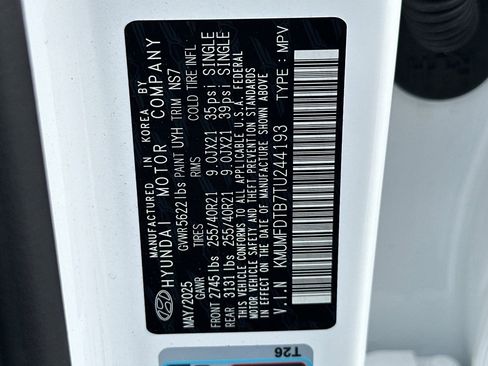 MANUFACTURED IN KOREA BY
HYUNDAI MOTOR COMPANY
MAY/2025 GVWR 5622 lbs PAINT UYH TRIM NS7
GAWR TIRES RMS COLD TIRE INFL.
FRONT 2745 lbs 255/40R21 9.0JX21 35psi SINGLE
REAR 3131 lbs 255/40R21 9.0JX21 39psi SINGLE
THIS VEHICLE CONFORMS TO ALL APPLICABLE U.S.A. FEDERAL
MOTOR VEHICLE SAFETY AND THEFT PREVENTION STANDARDS
IN EFFECT ON THE DATE OF MANUFACTURE SHOWN ABOVE.
V.I.N KMUMFDTB7TU244193 TYPE : MPV
T26